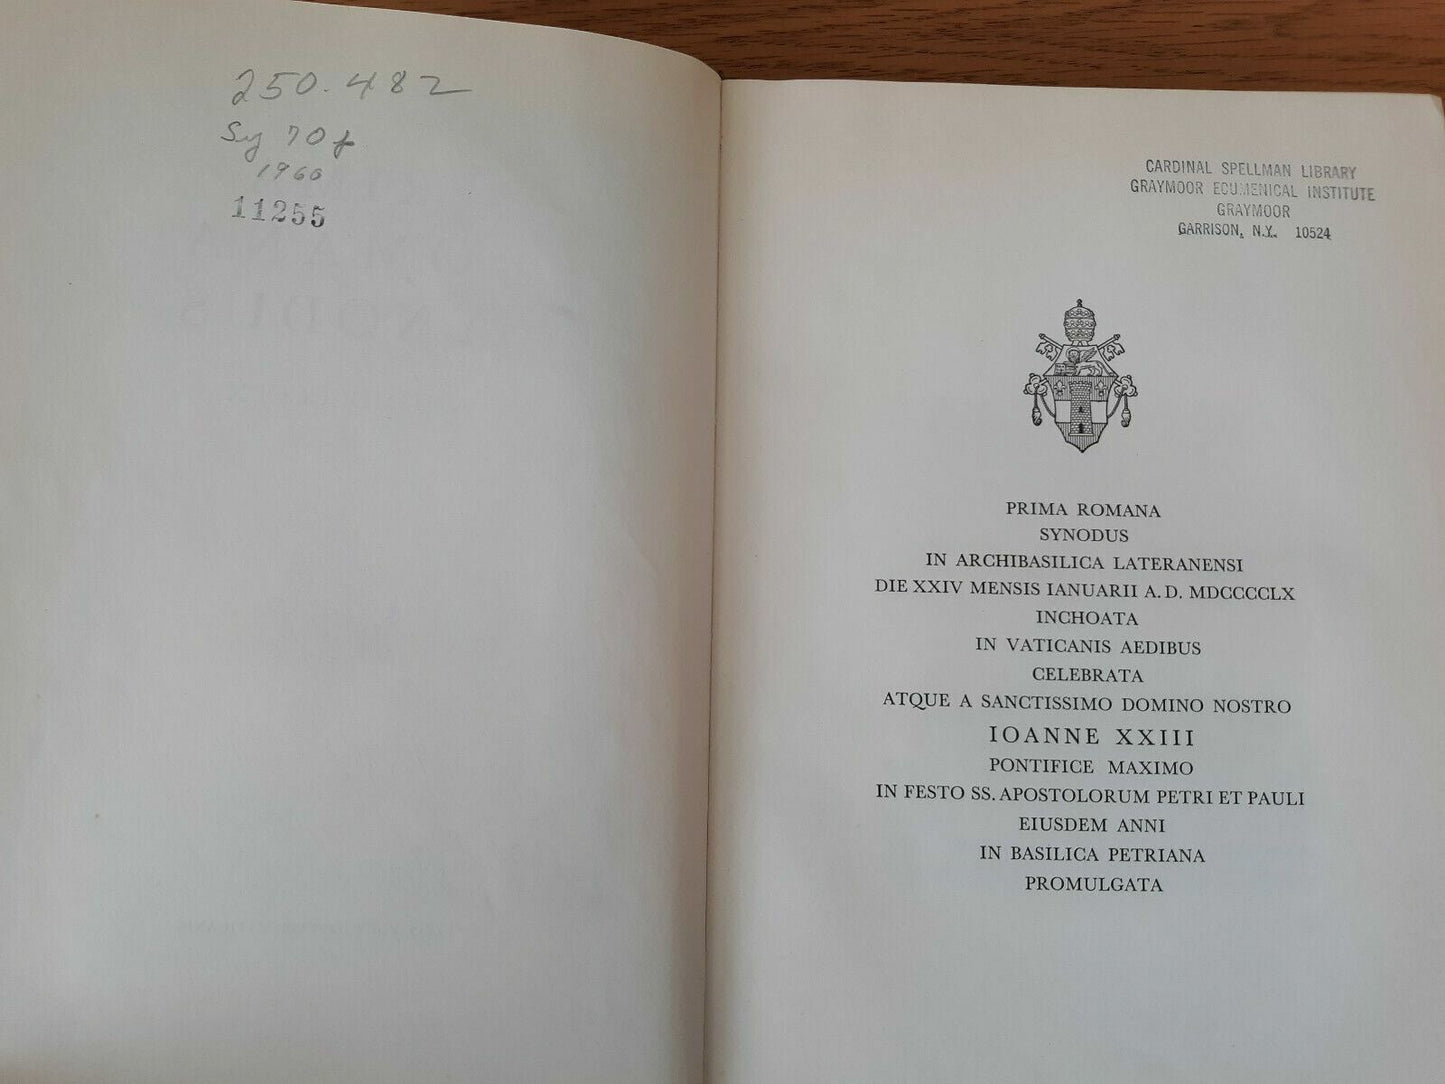 250.482
Sy 70f
1960
11255
CARDINAL SPELLMAN LIBRARY
GRAYMOOR ECUMENICAL INSTITUTE
GRAYMOOR
GARRISON, N.Y. 10524
PRIMA ROMANA
SYNODUS
IN ARCHIBASILICA LATERANENSI
DIE XXIV MENSIS IANUARII A.D. MDCCCCLX
INCHOATA
IN VATICANIS AEDIBUS
CELEBRATA
ATQUE A SANCTISSIMO DOMINO NOSTRO
IOANNE XXIII
PONTIFICE MAXIMO
IN FESTO SS. APOSTOLORUM PETRI ET PAULI
EIUSDEM ANNI
IN BASILICA PETRIANA
PROMULGATA